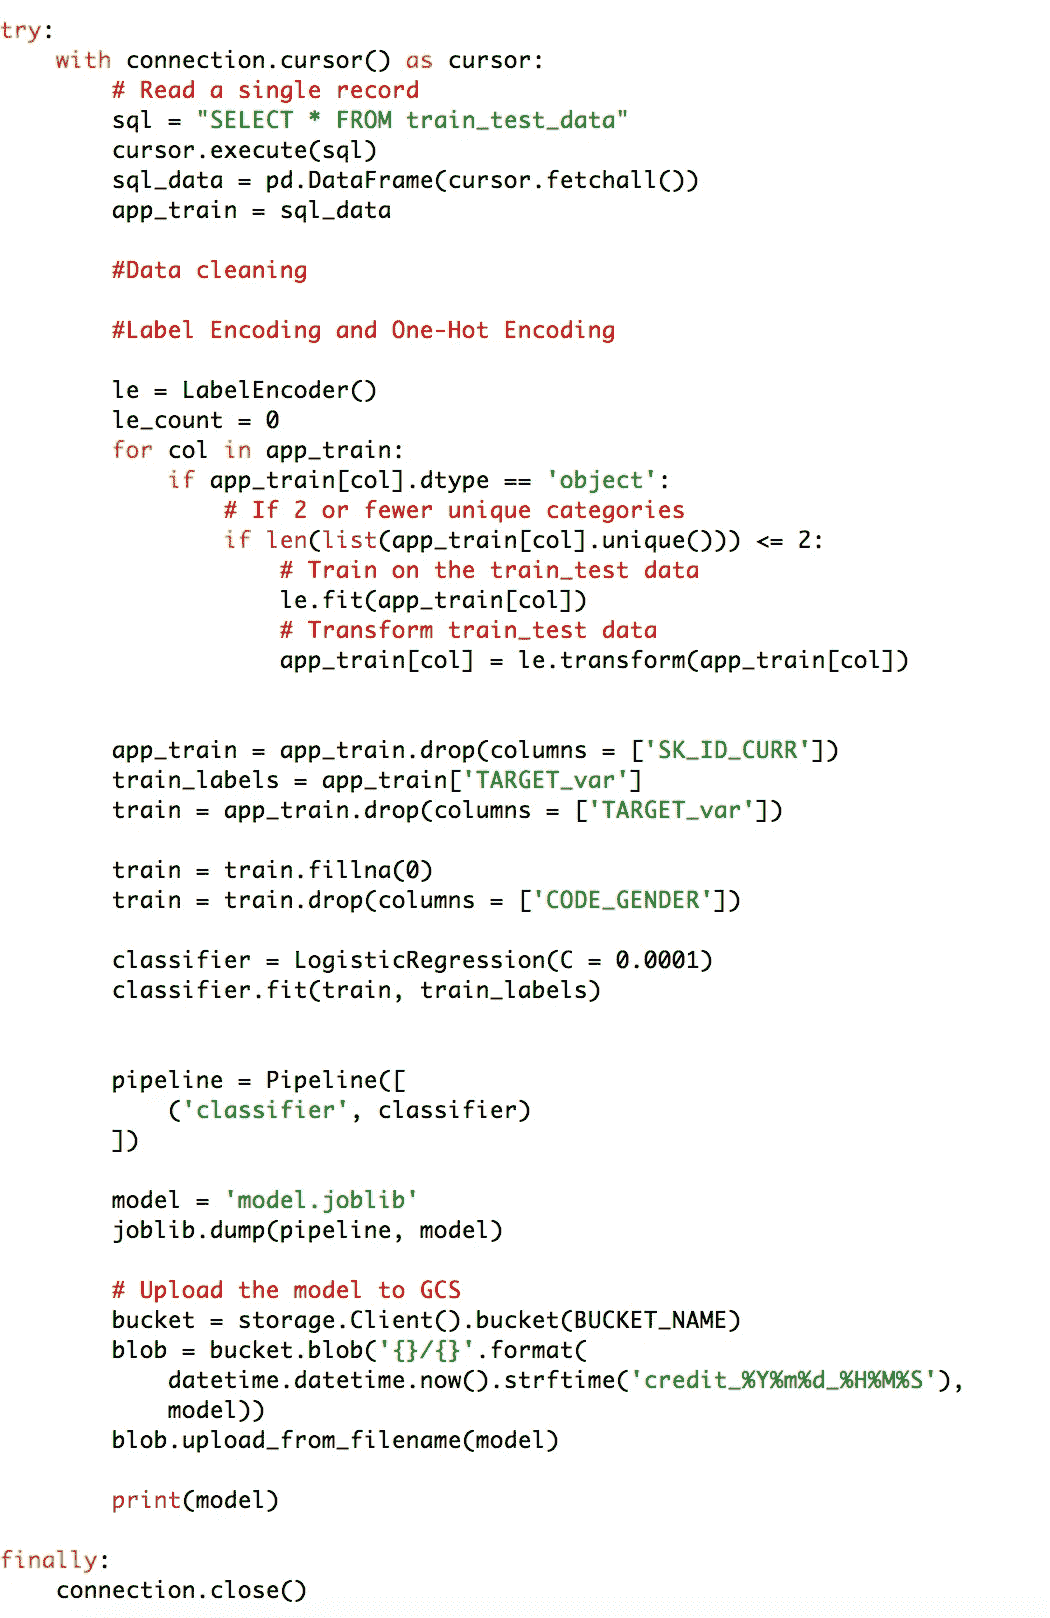 try:
    with connection.cursor() as cursor:
        # Read a single record
        sql = "SELECT * FROM train_test_data"
        cursor.execute(sql)
        sql_data = pd.DataFrame(cursor.fetchall())
        app_train = sql_data

        #Data cleaning

        #Label Encoding and One-Hot Encoding

        le = LabelEncoder()
        le_count = 0
        for col in app_train:
            if app_train[col].dtype == 'object':
                # If 2 or fewer unique categories
                if len(list(app_train[col].unique())) <= 2:
                    # Train on the train_test data
                    le.fit(app_train[col])
                    # Transform train_test data
                    app_train[col] = le.transform(app_train[col])


        app_train = app_train.drop(columns = ['SK_ID_CURR'])
        train_labels = app_train['TARGET_var']
        train = app_train.drop(columns = ['TARGET_var'])

        train = train.fillna(0)
        train = train.drop(columns = ['CODE_GENDER'])

        classifier = LogisticRegression(C = 0.0001)
        classifier.fit(train, train_labels)


        pipeline = Pipeline([
            ('classifier', classifier)
        ])

        model = 'model.joblib'
        joblib.dump(pipeline, model)

        # Upload the model to GCS
        bucket = storage.Client().bucket(BUCKET_NAME)
        blob = bucket.blob('{}/{}'.format(
            datetime.datetime.now().strftime('credit_%Y%m%d_%H%M%S'),
            model))
        blob.upload_from_filename(model)

        print(model)

finally:
    connection.close()